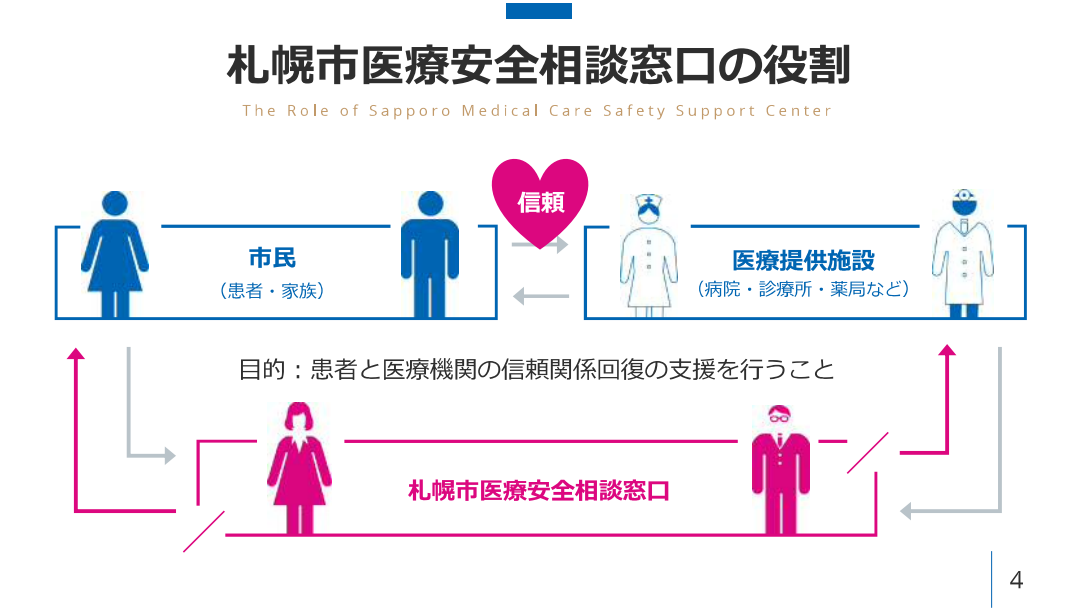 札幌市医療安全相談窓口の役割
The Role of Sapporo Medical Care Safety Support Center
信頼
市民
（患者・家族）
医療提供施設
（病院・診療所・薬局など）
目的：患者と医療機関の信頼関係回復の支援を行うこと
札幌市医療安全相談窓口
4